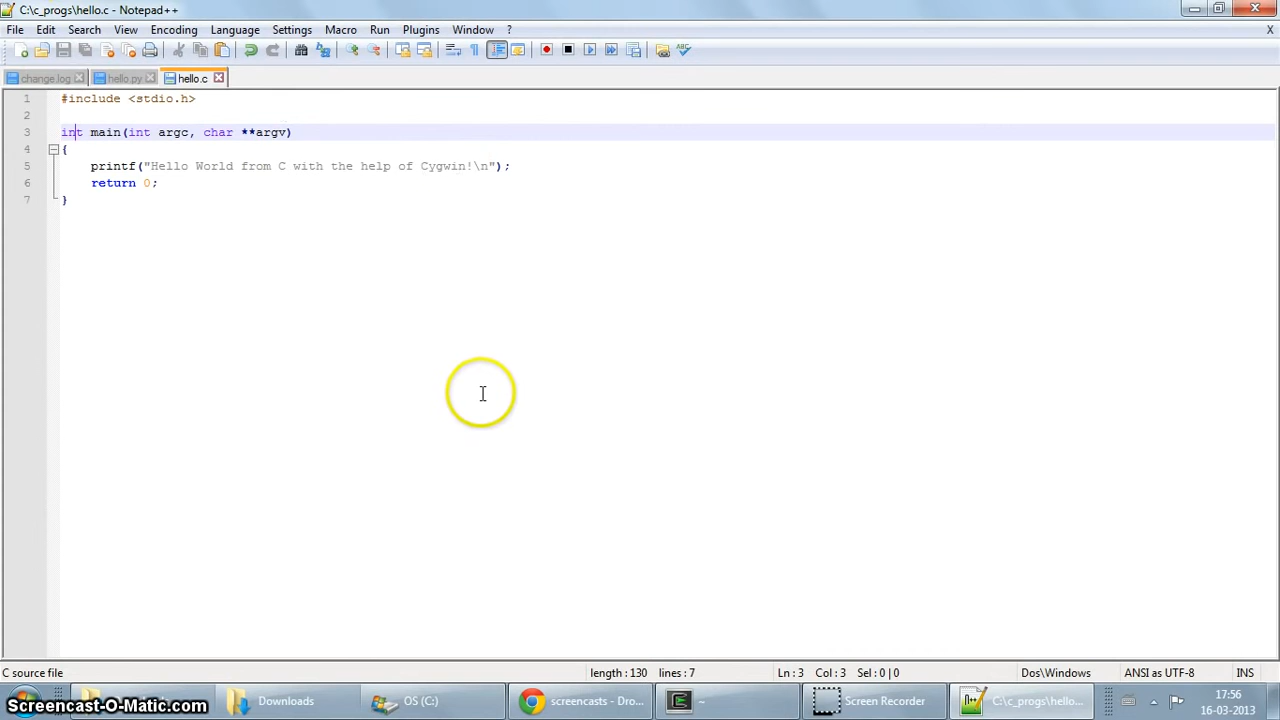 C:\c_progs\hello.c - Notepad++
File Edit Search View Encoding Language Settings Macro Run Plugins Window ? X
change.log hello.py hello.c
1 #include <stdio.h>
2
3 int main(int argc, char **argv)
4 {
5 printf("Hello World from C with the help of Cygwin!\n");
6 return 0;
7 }
C source file length : 130 lines : 7 Ln : 3 Col : 3 Sel : 0 | 0 Dos\Windows ANSI as UTF-8 INS
Downloads OS (C:) screencasts - Dro... ~ Screen Recorder C:\c_progs\hello... 17:56
16-03-2013
Screencast-O-Matic.com